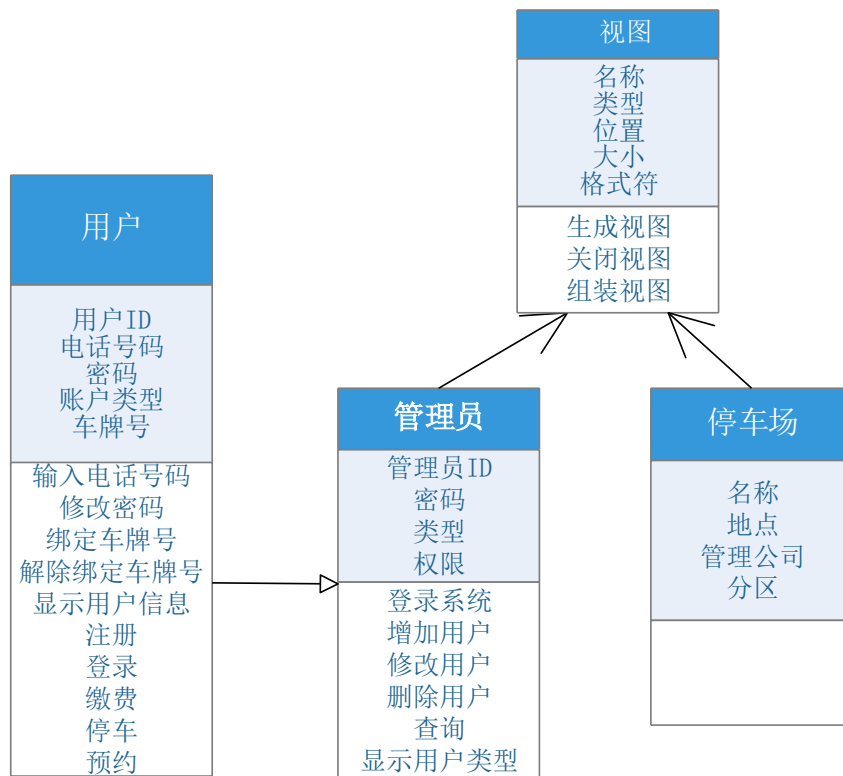 视图
名称
类型
位置
大小
格式符
生成视图
关闭视图
组装视图
用户
用户ID
电话号码
密码
账户类型
车牌号
输入电话号码
修改密码
绑定车牌号
解除绑定车牌号
显示用户信息
注册
登录
缴费
停车
预约
管理员
管理员ID
密码
类型
权限
登录系统
增加用户
修改用户
删除用户
查询
显示用户类型
停车场
名称
地点
管理公司
分区